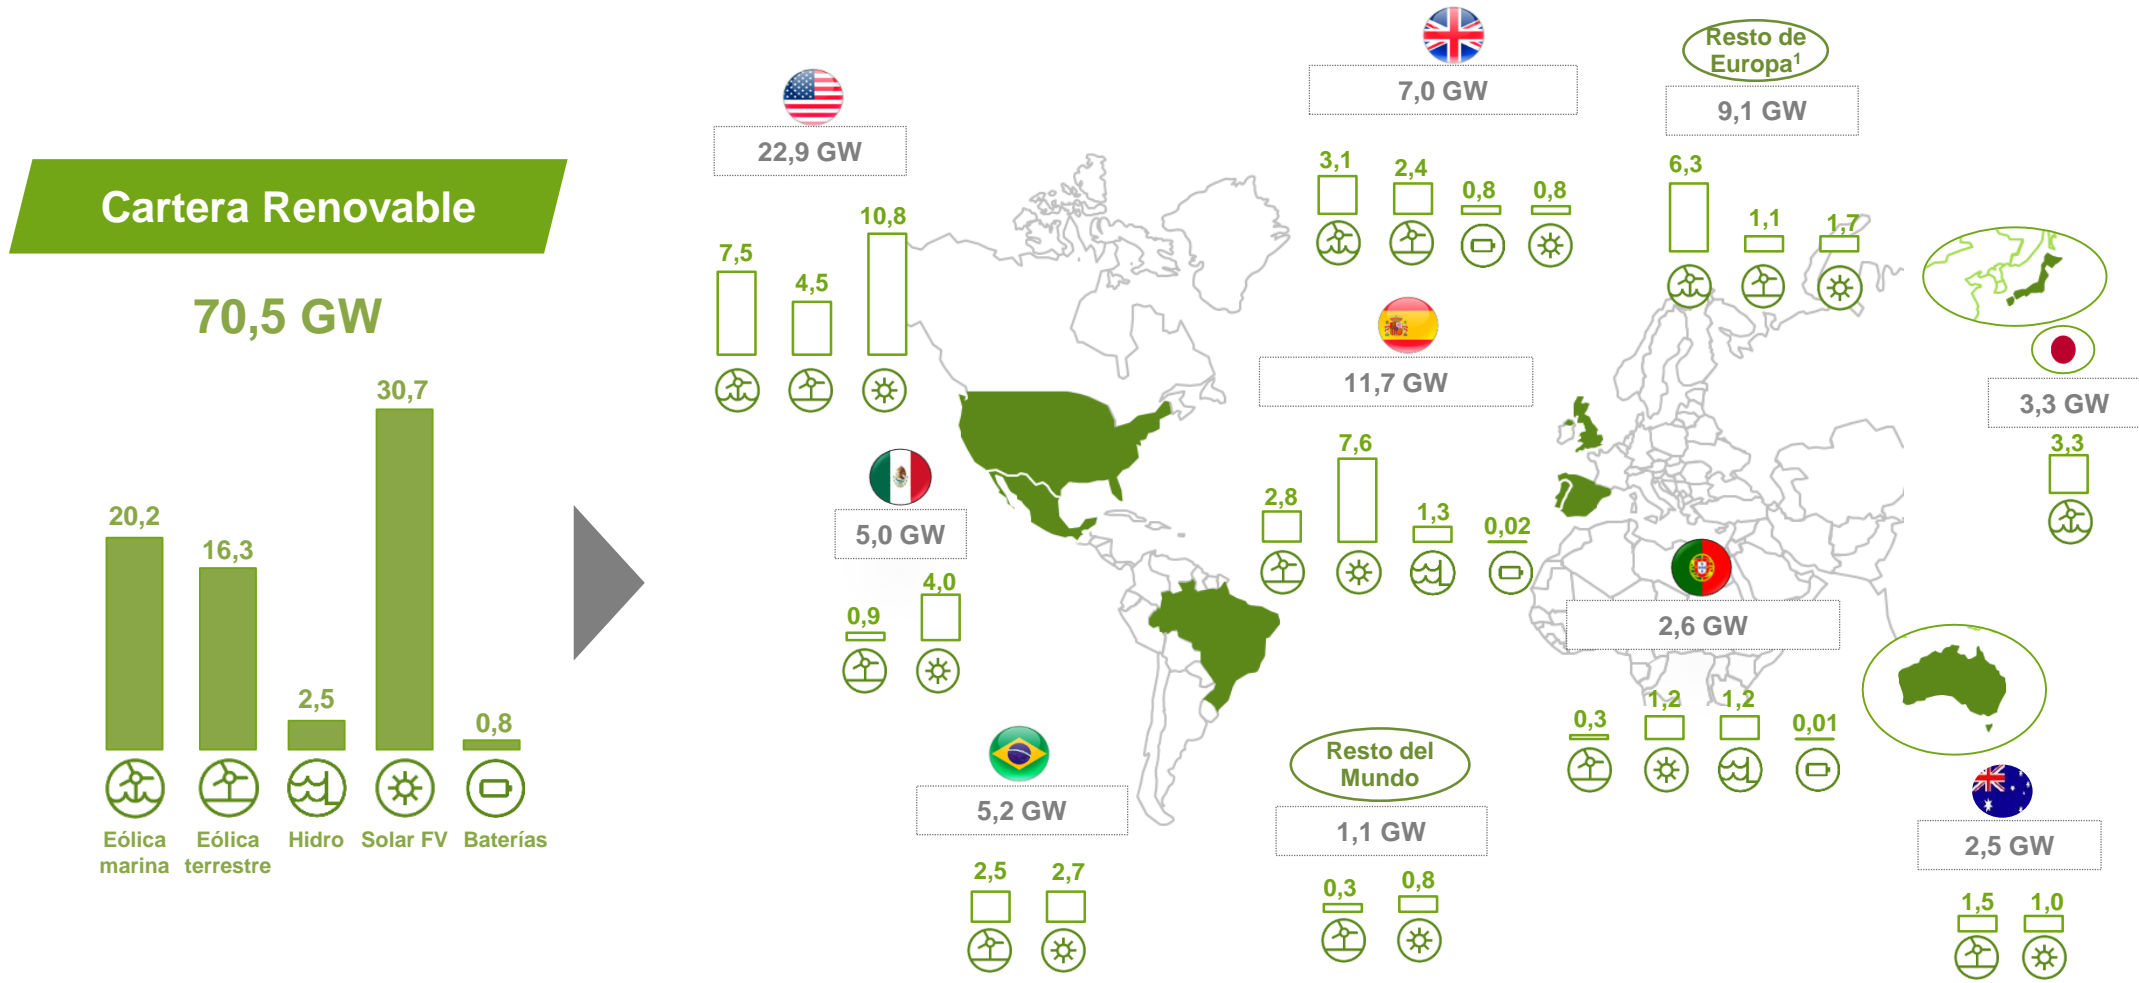 Cartera Renovable
70,5 GW
20,2
16,3
2,5
30,7
0,8
Eólica
marina
Eólica
terrestre
Hidro
Solar FV
Baterías
22,9 GW
7,5
4,5
10,8
5,0 GW
0,9
4,0
5,2 GW
2,5
2,7
7,0 GW
3,1
2,4
0,8
0,8
11,7 GW
2,8
7,6
1,3
0,02
Resto del
Mundo
1,1 GW
0,3
0,8
Resto de
Europa¹
9,1 GW
6,3
1,1
1,7
2,6 GW
0,3
1,2
1,2
0,01
3,3 GW
3,3
2,5 GW
1,5
1,0